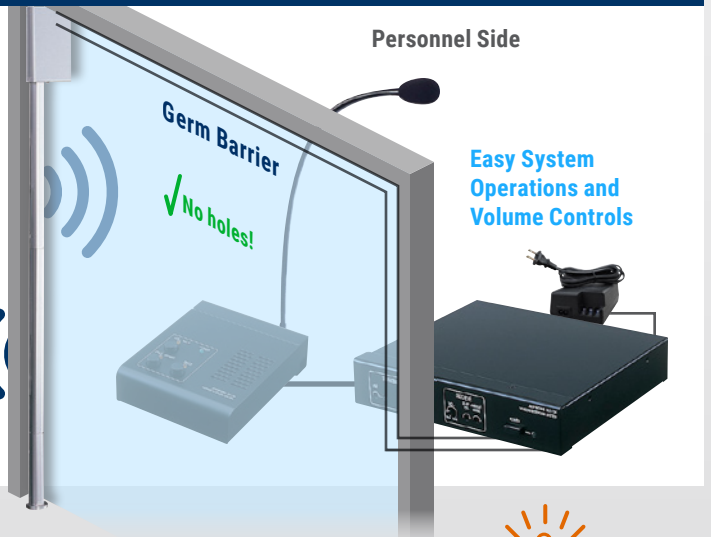 Personnel Side
Germ Barrier
√No holes!
Easy System
Operations and
Volume Controls